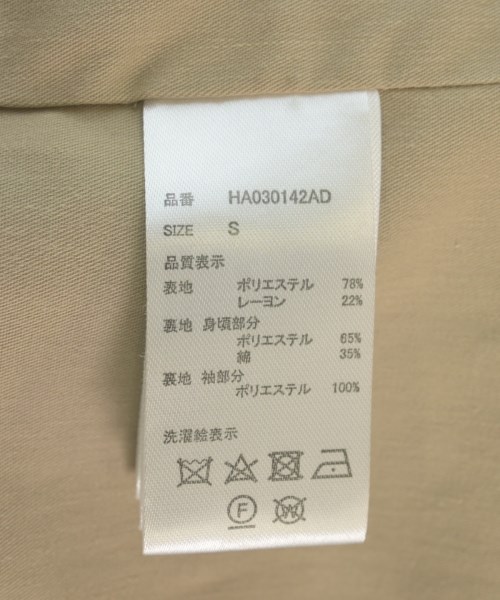 品番 HA030142AD
SIZE S
品質表示
表地 ポリエステル 78%
レーヨン 22%
裏地 身頃部分
ポリエステル 65%
綿 35%
裏地 袖部分
ポリエステル 100%
洗濯絵表示
F W